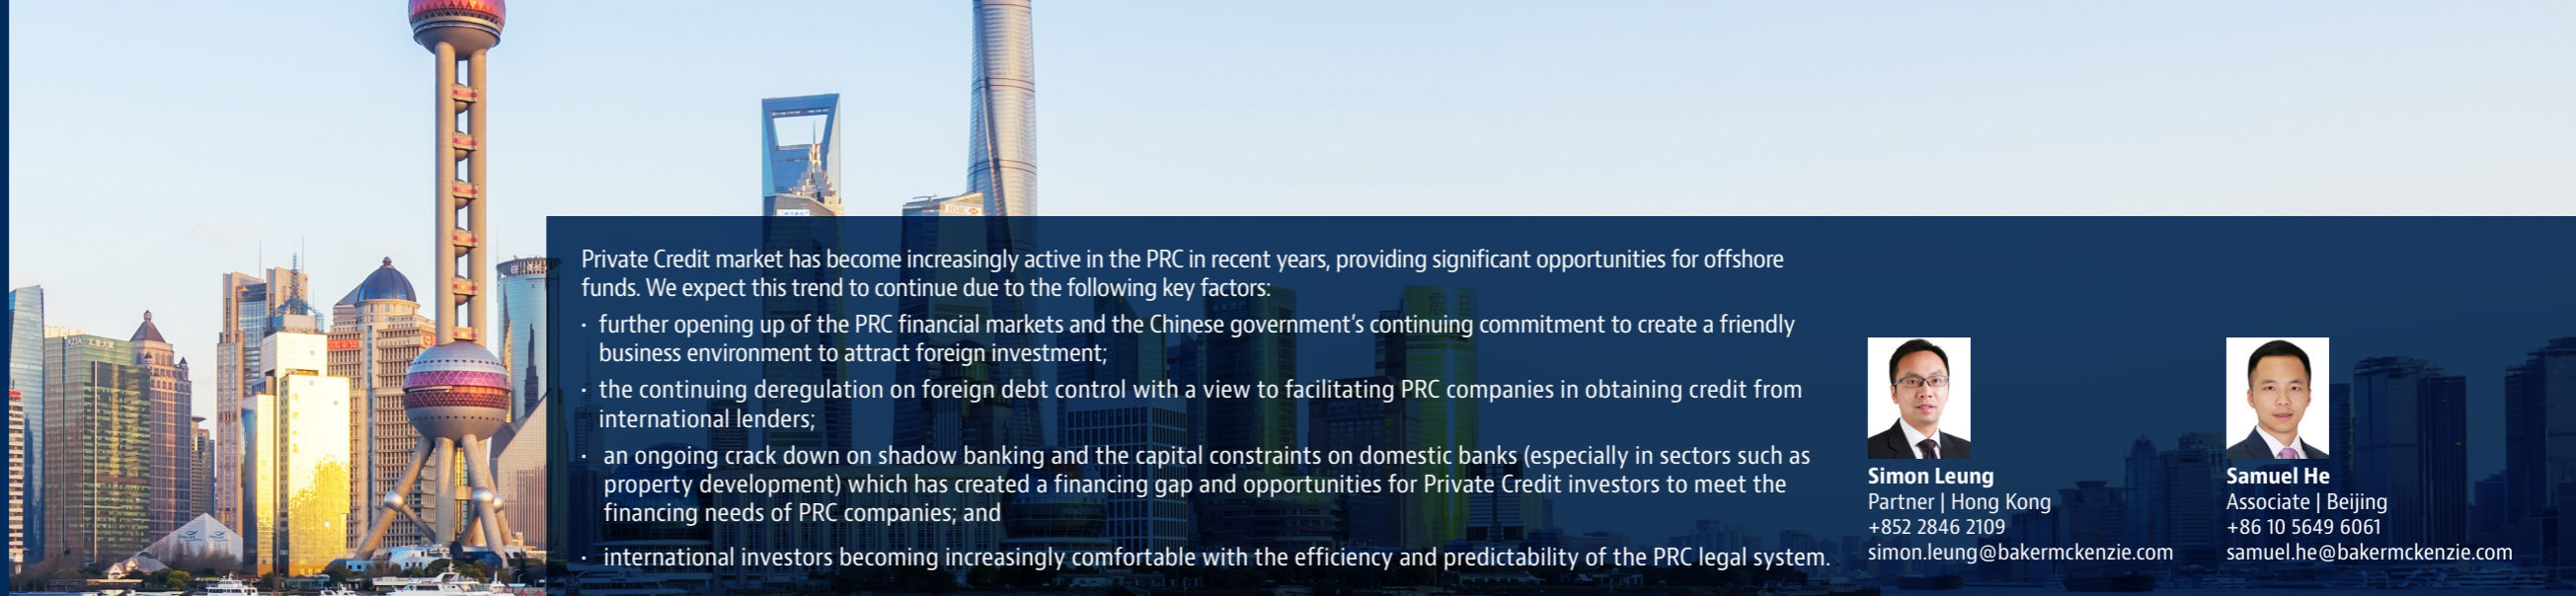 Private Credit market has become increasingly active in the PRC in recent years, providing significant opportunities for offshore
funds. We expect this trend to continue due to the following key factors:
· further opening up of the PRC financial markets and the Chinese government's continuing commitment to create a friendly
business environment to attract foreign investment;
· the continuing deregulation on foreign debt control with a view to facilitating PRC companies in obtaining credit from
international lenders;
· an ongoing crack down on shadow banking and the capital constraints on domestic banks (especially in sectors such as
property development) which has created a financing gap and opportunities for Private Credit investors to meet the
financing needs of PRC companies; and
· international investors becoming increasingly comfortable with the efficiency and predictability of the PRC legal system.
Simon Leung
Partner | Hong Kong
+852 2846 2109
simon.leung@bakermckenzie.com
Samuel He
Associate | Beijing
+86 10 5649 6061
samuel.he@bakermckenzie.com